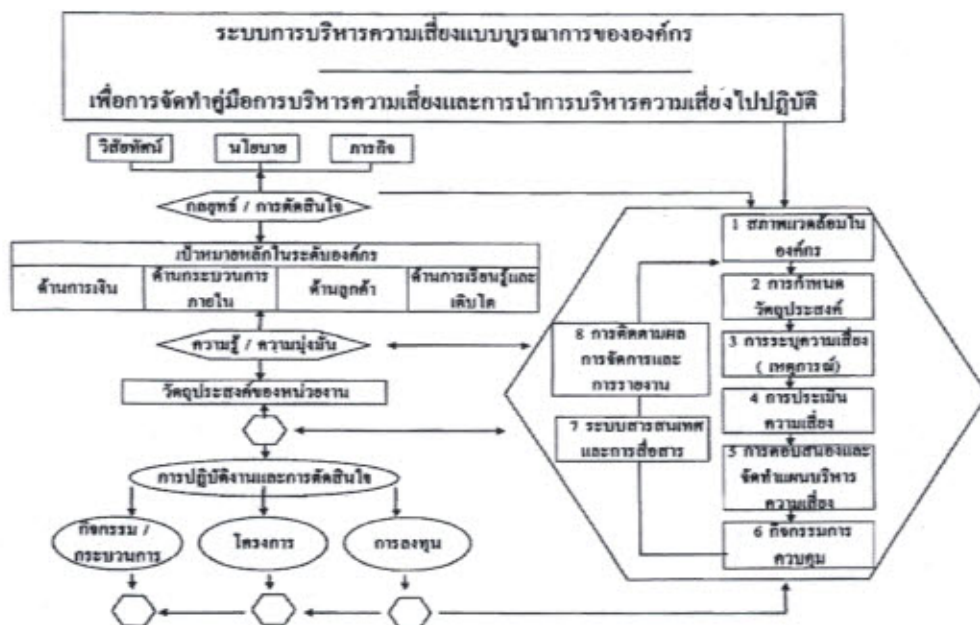 ระบบการบริหารความเสี่ยงแบบบูรณาการขององค์กร
เพื่อการจัดทำคู่มือการบริหารความเสี่ยงและการนำการบริหารความเสี่ยงไปปฏิบัติ
วิสัยทัศน์
นโยบาย
ภารกิจ
กลยุทธ์ / การตัดสินใจ
เป้าหมายหลักในระดับองค์กร
ด้านการเงิน
ด้านกระบวนการ
ภายใน
ด้านลูกค้า
ด้านการเรียนรู้และ
เติบโต
ความรู้ / ความมุ่งมั่น
วัตถุประสงค์ของหน่วยงาน
การปฏิบัติงานและการตัดสินใจ
กิจกรรม /
กระบวนการ
โครงการ
การลงทุน
1 สภาพแวดล้อมใน
องค์กร
2 การกำหนด
วัตถุประสงค์
3 การระบุความเสี่ยง
( เหตุการณ์)
4 การประเมิน
ความเสี่ยง
5 การตอบสนองและ
จัดทำแผนบริหาร
ความเสี่ยง
6 กิจกรรมการ
ควบคุม
7 ระบบสารสนเทศ
และการสื่อสาร
8 การติดตามผล
การจัดการและ
การรายงาน